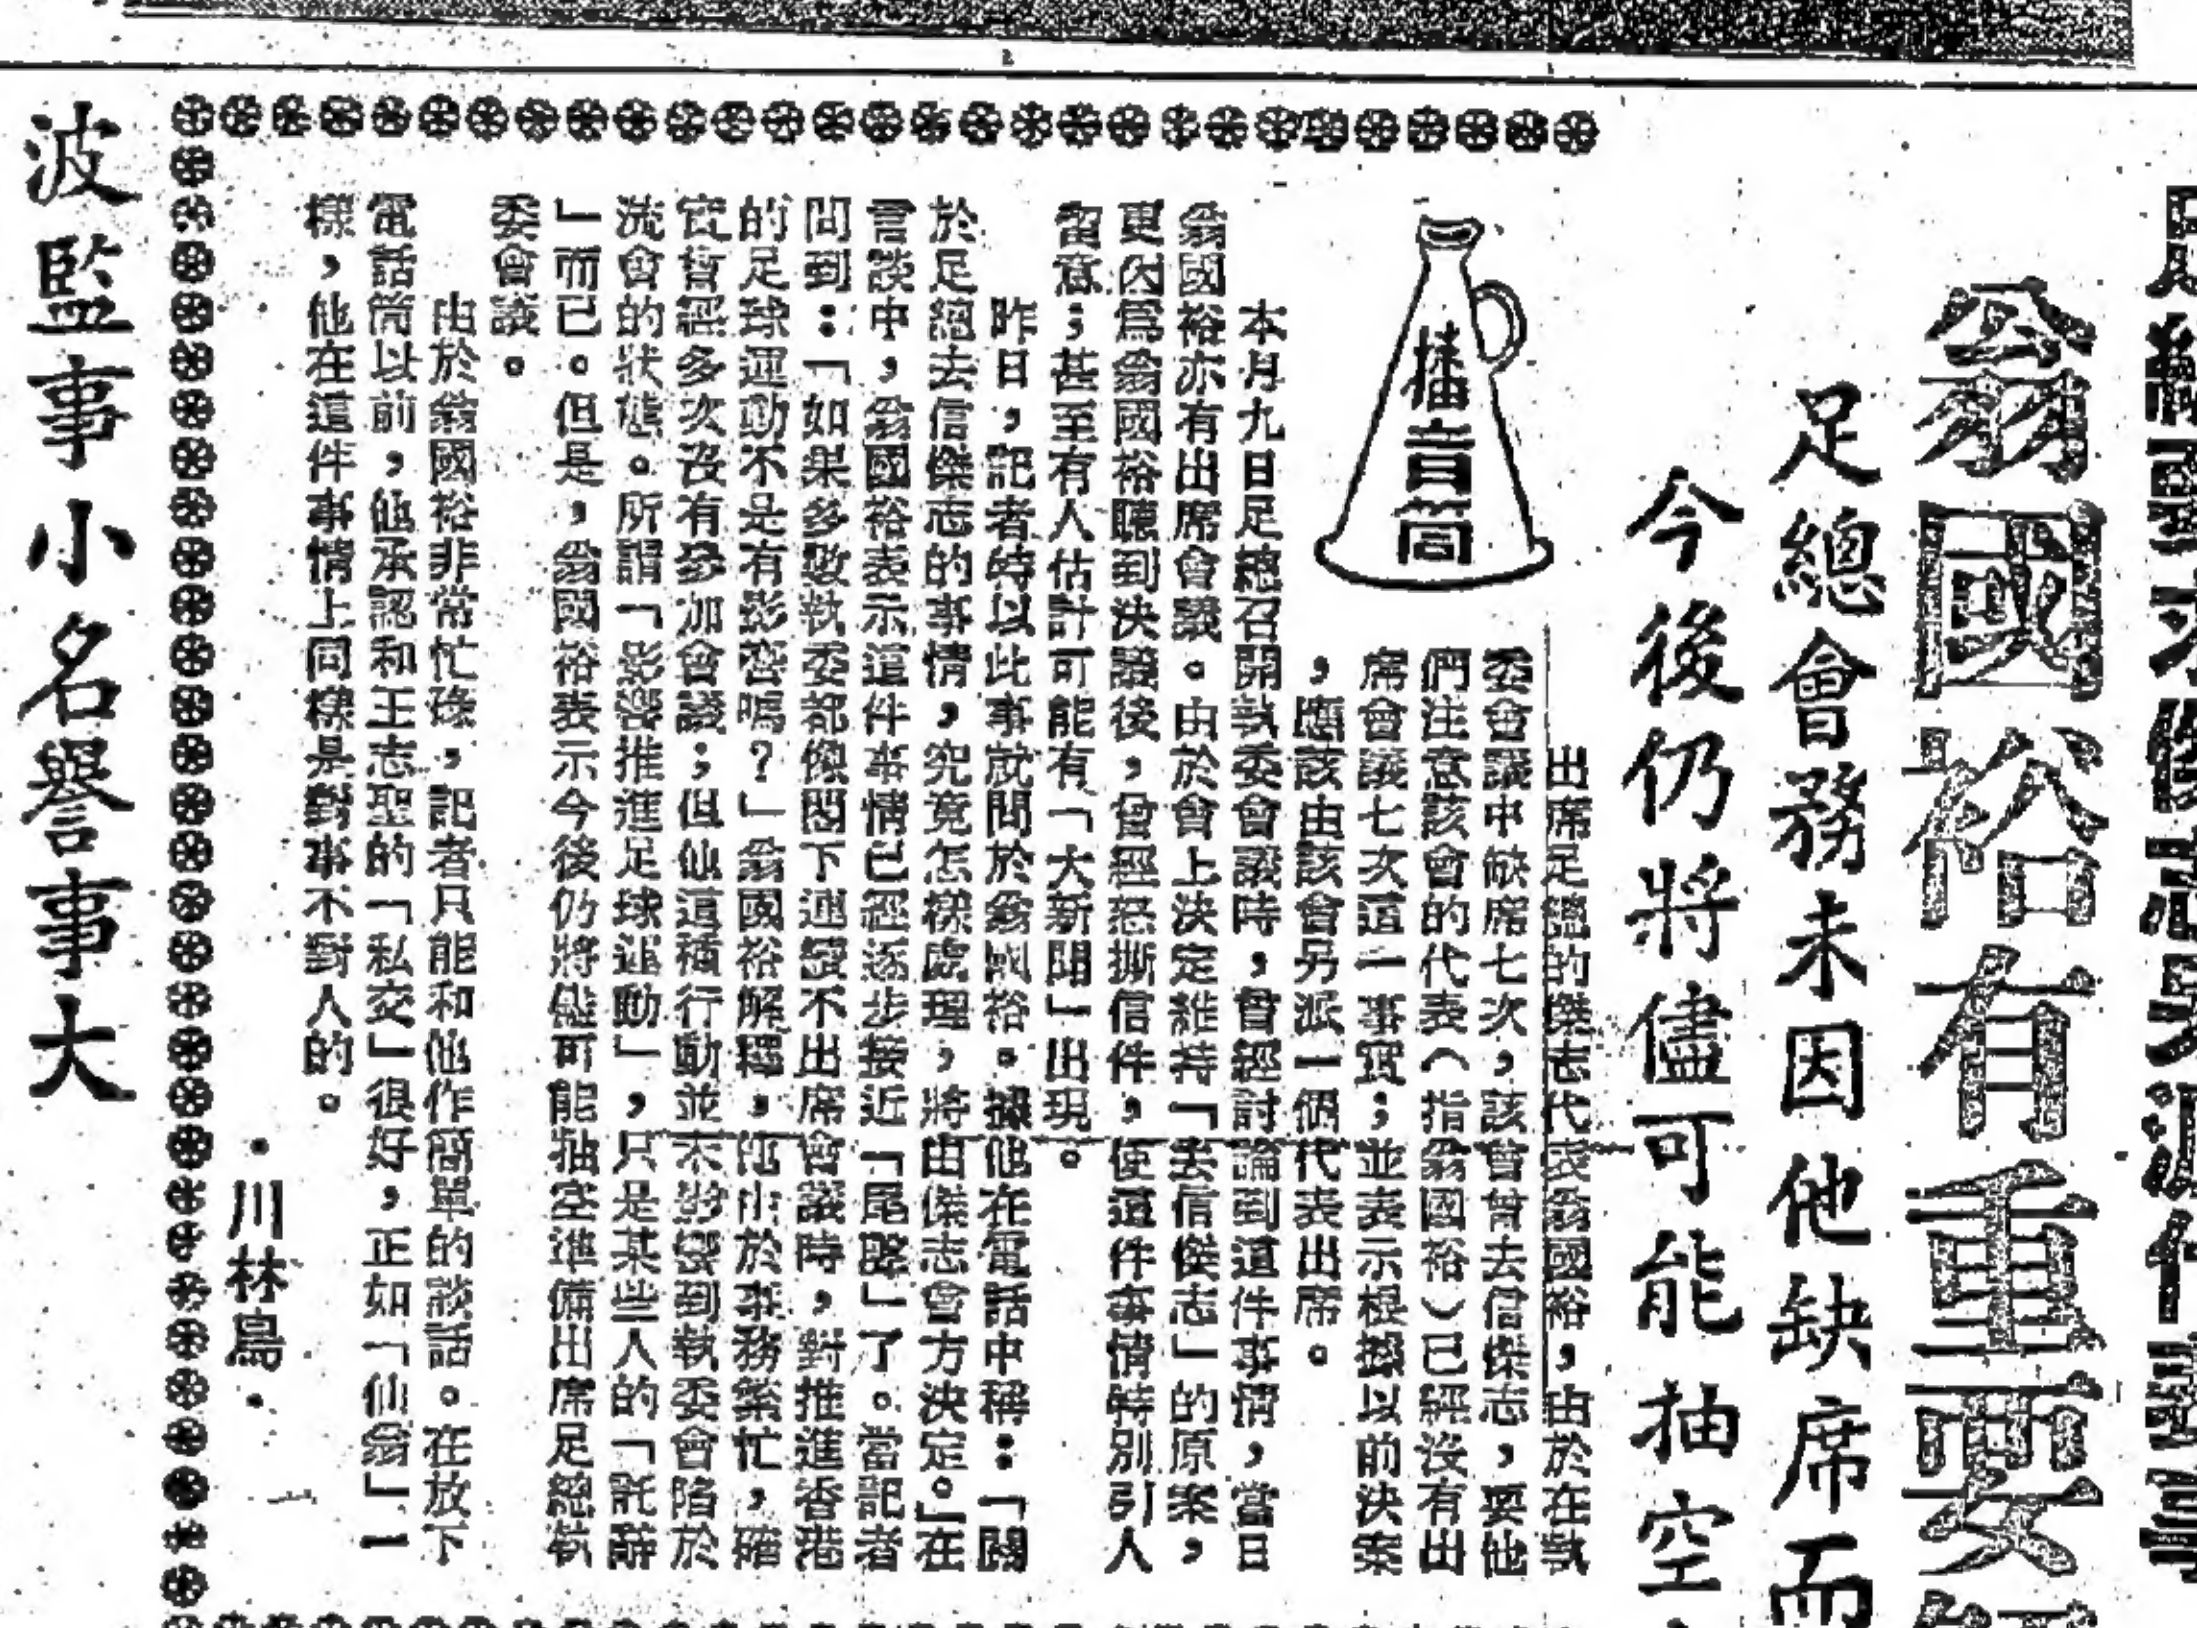 翁國裕有重要
足總會務未因他缺席而
今後仍將儘可能抽空
播音筒
出席足總的傑志代表翁國裕，由於在執
委會議中缺席七次，該會曾去信傑志，要他
們注意該會的代表（指翁國裕）已經沒有出
席會議七次這一事實；並表示根據以前決案
，應該由該會另派一個代表出席。
本月九日足總召開執委會議時，曾經討論到這件事情，當日
翁國裕亦有出席會議。由於會上決定維持「去信傑志」的原案，
更因爲翁國裕聽到決議後，曾經怒撕信件，使這件事情特別引人
留意；甚至有人估計可能有「大新聞」出現。
昨日，記者特以此事就問於翁國裕。據他在電話中稱：「關
於足總去信傑志的事情，究竟怎樣處理，將由傑志會方決定。」在
言談中，翁國裕表示這件事情已經逐步接近「尾聲」了。當記者
問到：「如果多數執委都像閣下連續不出席會議時，對推進香港
的足球運動不是有影響嗎？」翁國裕解釋，他由於事務繁忙，確
實曾經多次沒有參加會議；但他這種行動並不影響到執委會陷於
流會的狀態。所謂「影響推進足球運動」，只是某些人的「託辭
」而已。但是，翁國裕表示今後仍將儘可能抽空準備出席足總執
委會議。
由於翁國裕非常忙碌，記者只能和他作簡單的談話。在放下
電話筒以前，他承認和王志聖的「私交」很好，正如「仙翁」一
樣，他在這件事情上同樣是對事不對人的。
・川林鳥・
波監事小名譽事大